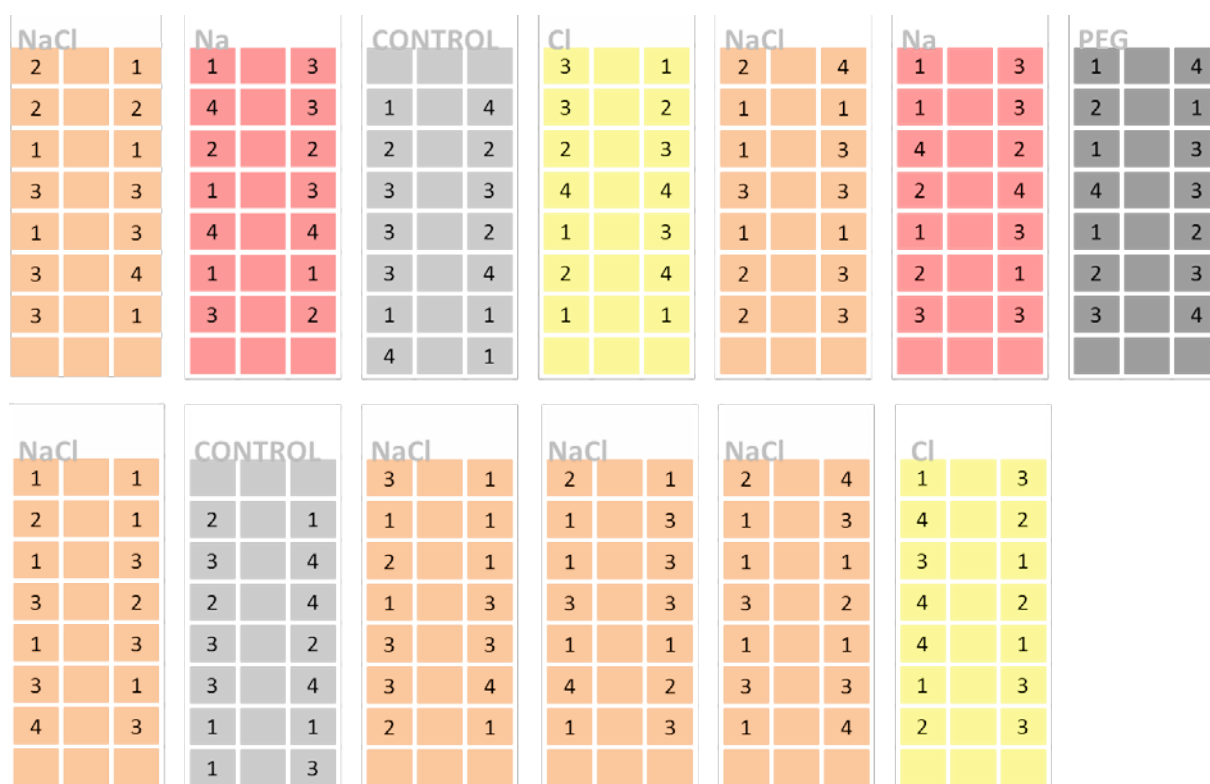 NaCl Na CONTROL Cl NaCl Na PEG
2 1 1 3 3 1 2 4 1 3 1 4
2 2 4 3 1 4 3 2 1 1 1 3 2 1
1 1 2 2 2 2 2 3 1 3 4 2 1 3
3 3 1 3 3 3 4 4 3 3 2 4 4 3
1 3 4 4 3 2 1 3 1 1 1 3 1 2
3 4 1 1 3 4 2 4 2 3 2 1 2 3
3 1 3 2 1 1 1 1 2 3 3 3 3 4
4 1
NaCl CONTROL NaCl NaCl NaCl Cl
1 1 3 1 2 1 2 4 1 3
2 1 2 1 1 1 1 3 1 3 4 2
1 3 3 4 2 1 1 3 1 1 3 1
3 2 2 4 1 3 3 3 3 2 4 2
1 3 3 2 3 3 1 1 1 1 4 1
3 1 3 4 3 4 4 2 3 3 1 3
4 3 1 1 2 1 1 3 1 4 2 3
1 3